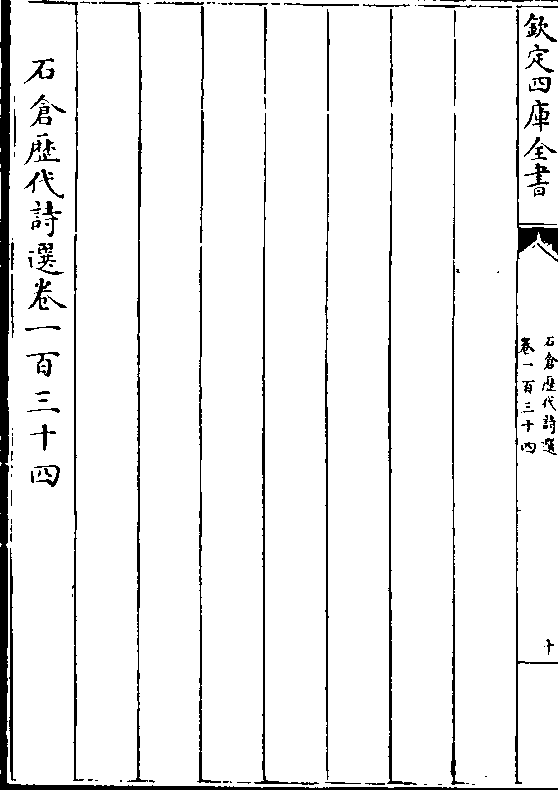 欽定四庫全書
石倉歷代詩選
卷一百三十四
十
石倉歷代詩選卷一百三十四